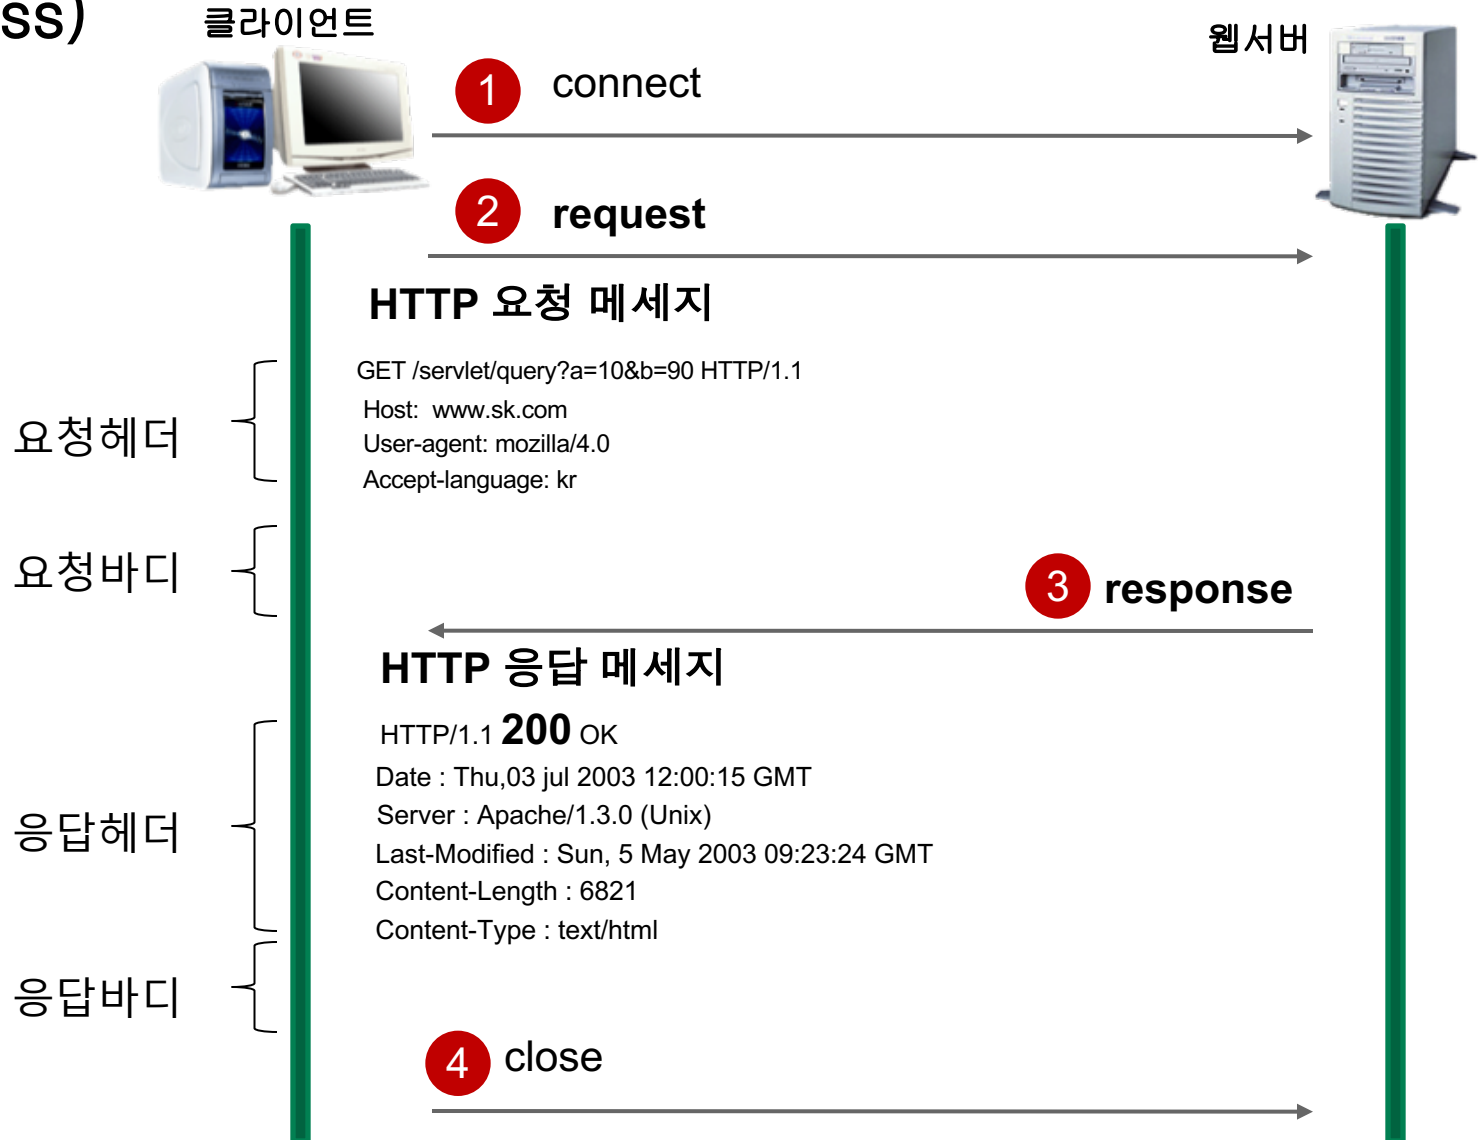 ss)
클라이언트
웹서버
1 connect
2 request
HTTP 요청 메세지
GET /servlet/query?a=10&b=90 HTTP/1.1
Host: www.sk.com
User-agent: mozilla/4.0
Accept-language: kr
요청헤더
요청바디
3 response
HTTP 응답 메세지
HTTP/1.1 200 OK
Date : Thu,03 jul 2003 12:00:15 GMT
Server : Apache/1.3.0 (Unix)
Last-Modified : Sun, 5 May 2003 09:23:24 GMT
Content-Length : 6821
Content-Type : text/html
응답헤더
응답바디
4 close